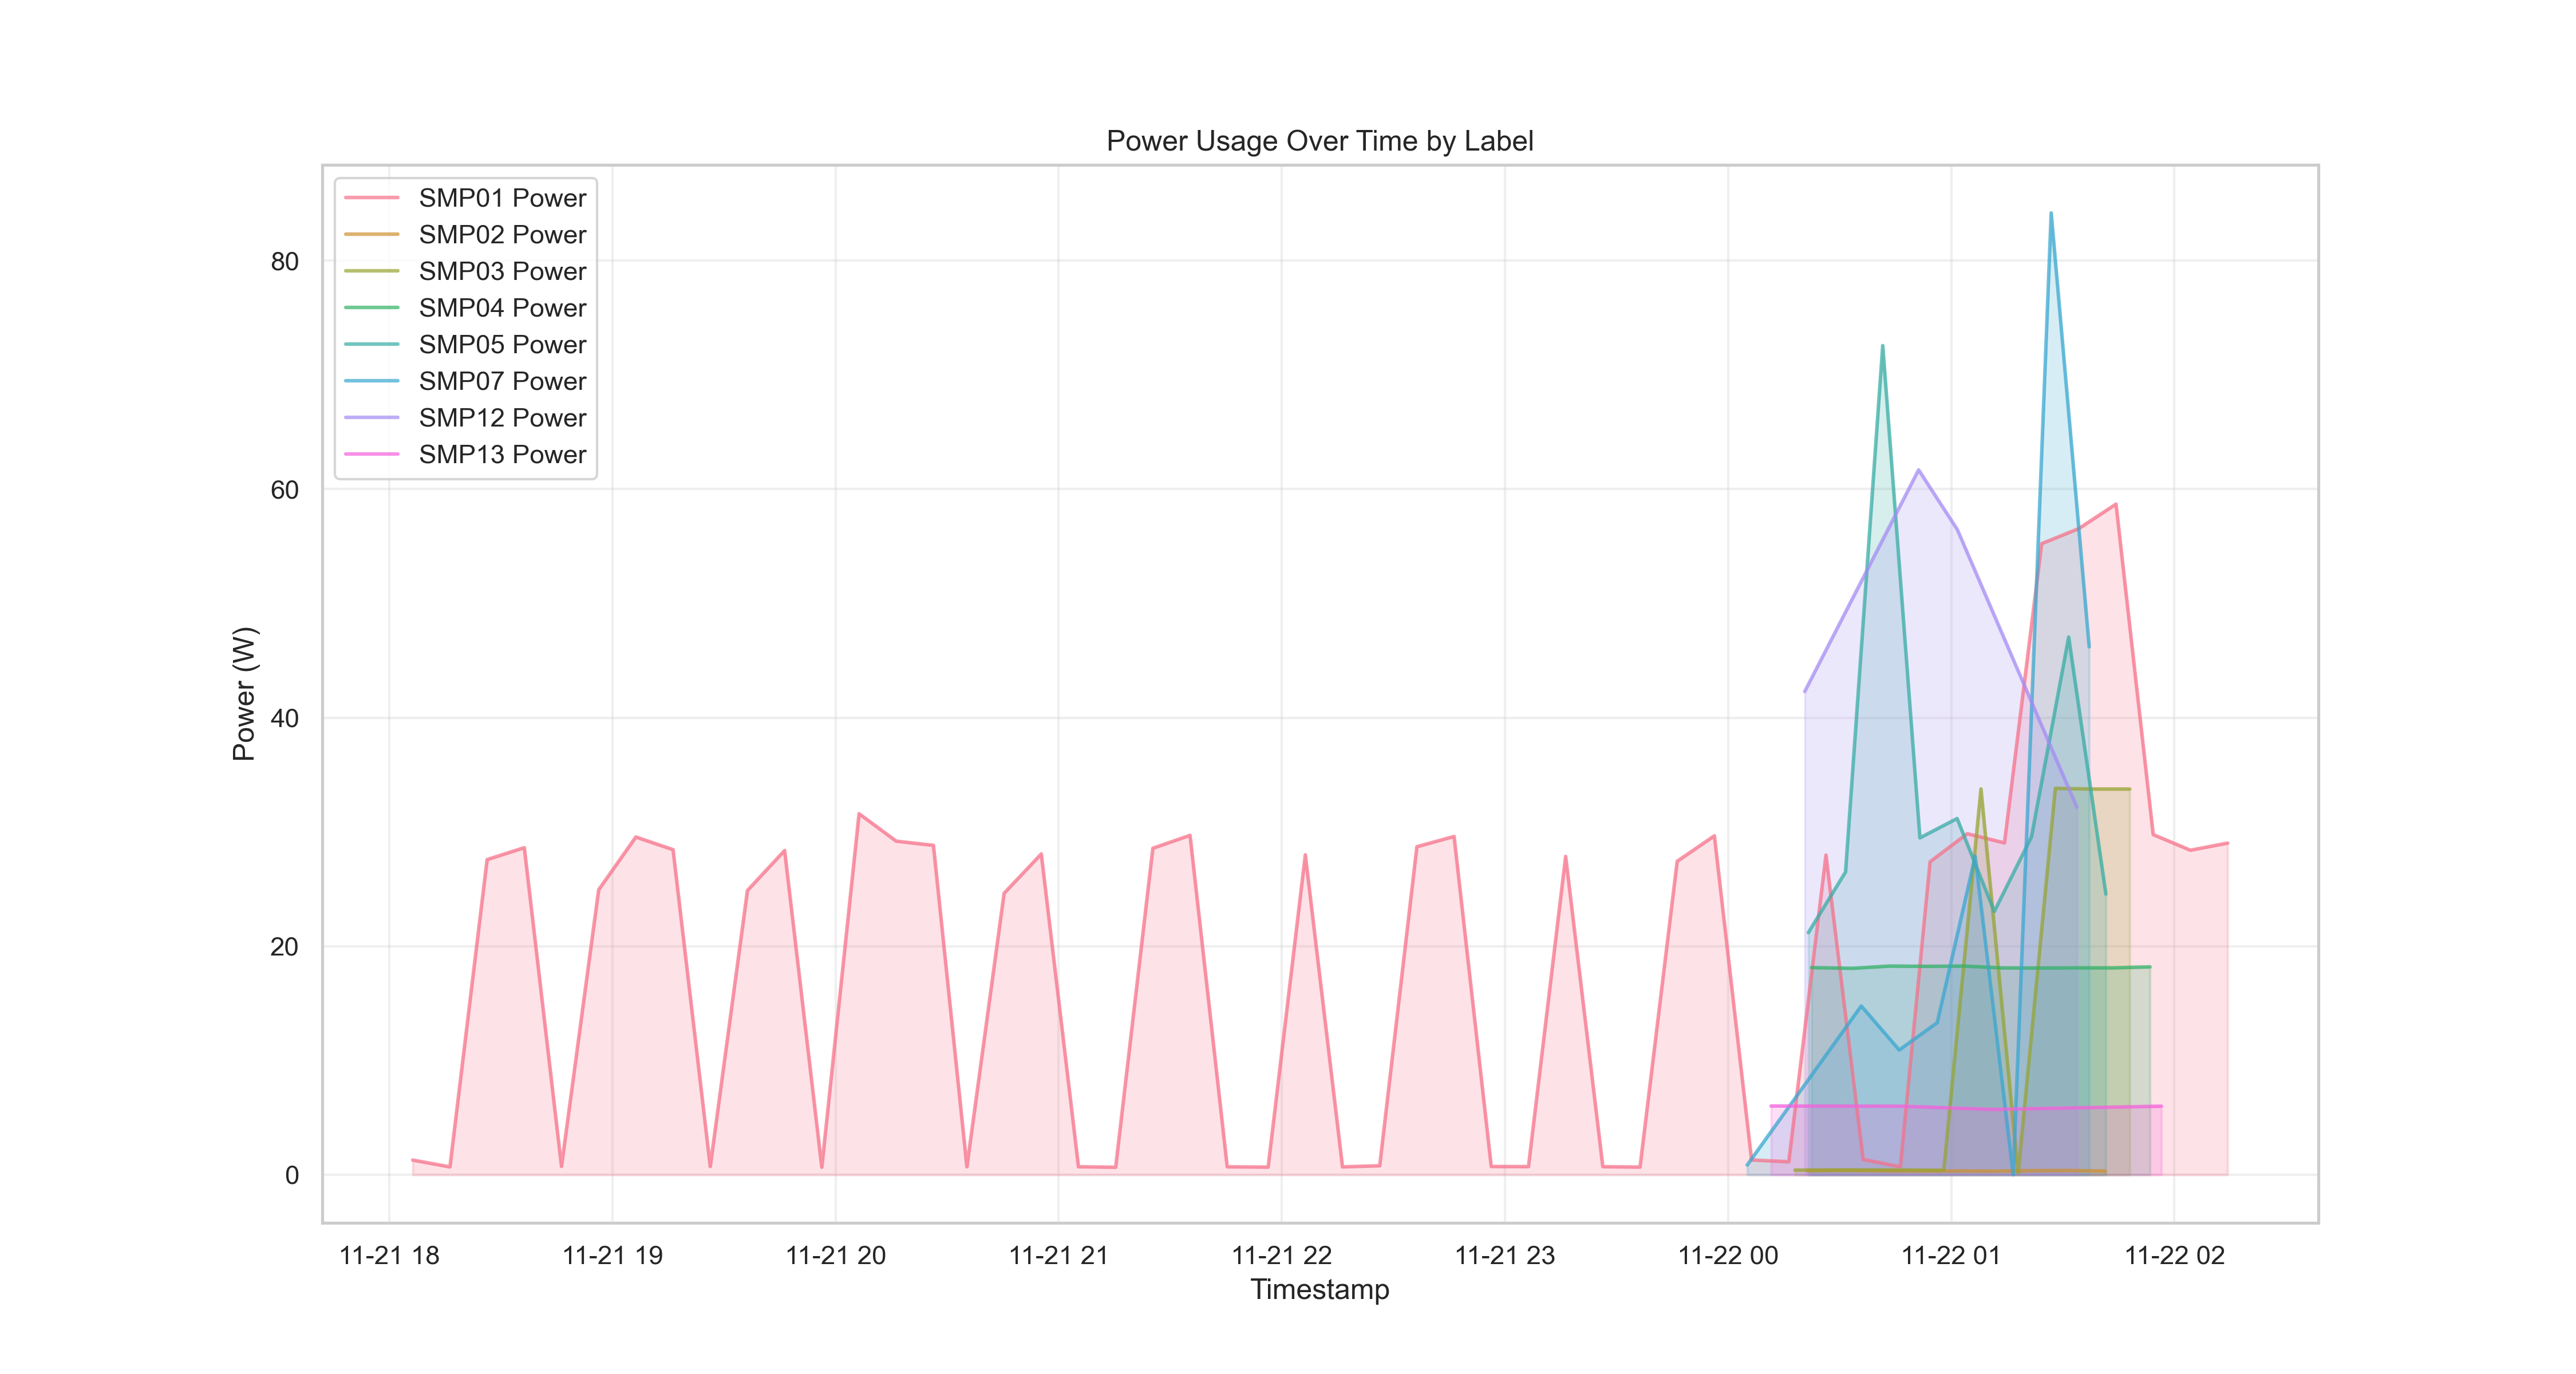 Power Usage Over Time by Label
SMP01 Power
SMP02 Power
SMP03 Power
SMP04 Power
SMP05 Power
SMP07 Power
SMP12 Power
SMP13 Power
80
60
40
20
0
Power (W)
11-21 18 11-21 19 11-21 20 11-21 21 11-21 22 11-21 23 11-22 00 11-22 01 11-22 02
Timestamp